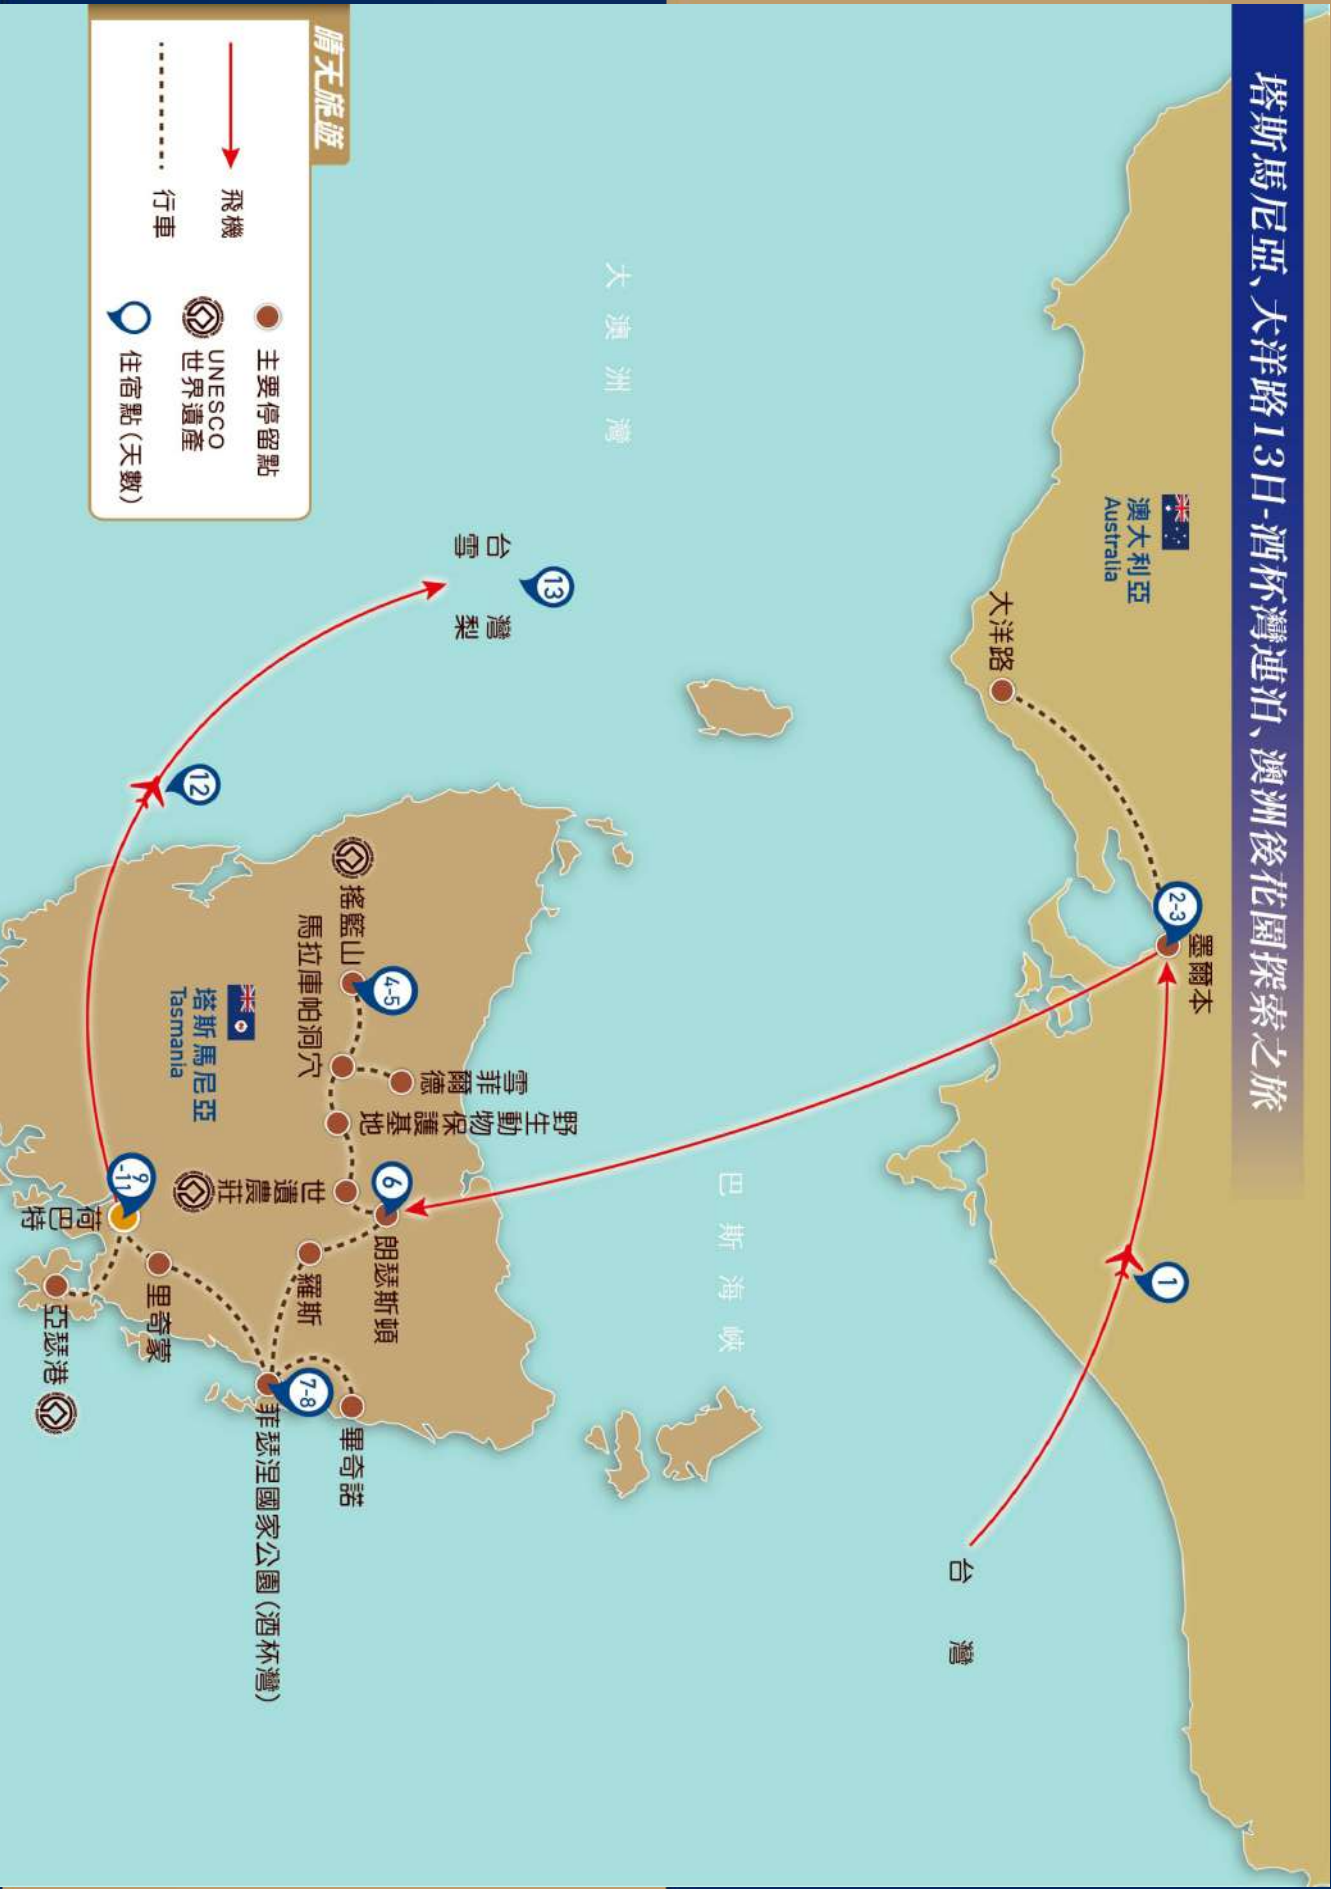 塔斯馬尼亞、大洋路13日-酒杯灣連泊、澳洲後花園探索之旅
澳大利亞
Australia
大洋路
2-3
墨爾本
1
台灣
大澳洲灣
巴斯海峽
13
台灣
雪梨
12
搖籃山
4-5
馬拉庫帕洞穴
雪菲爾德
野生動物保護基地
世遺農莊
6
朗瑟斯頓
羅斯
塔斯馬尼亞
Tasmania
畢奇諾
7-8
菲瑟涅國家公園(酒杯灣)
里奇蒙
9-11
荷巴特
亞瑟港
晴天旅遊
飛機
行車
主要停留點
UNESCO
世界遺產
住宿點(天數)